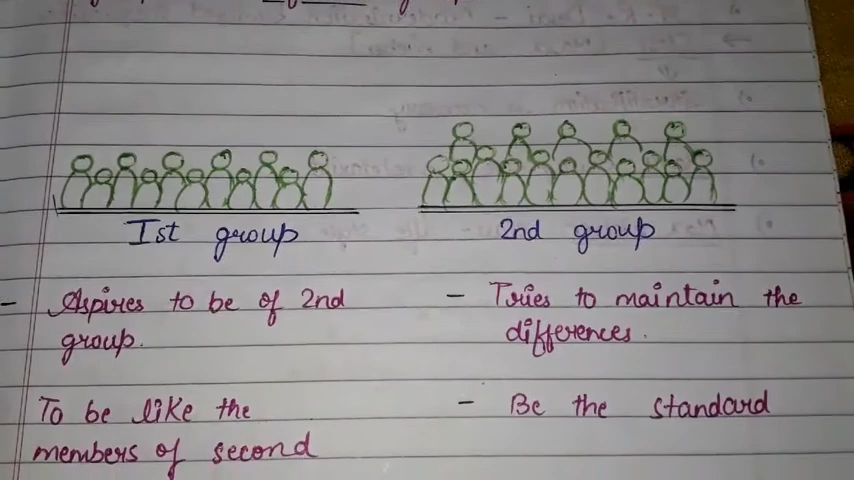 Ist group
2nd group
- Aspires to be of 2nd
group.
- Tries to maintain the
differences.
To be like the
members of second
- Be the standard